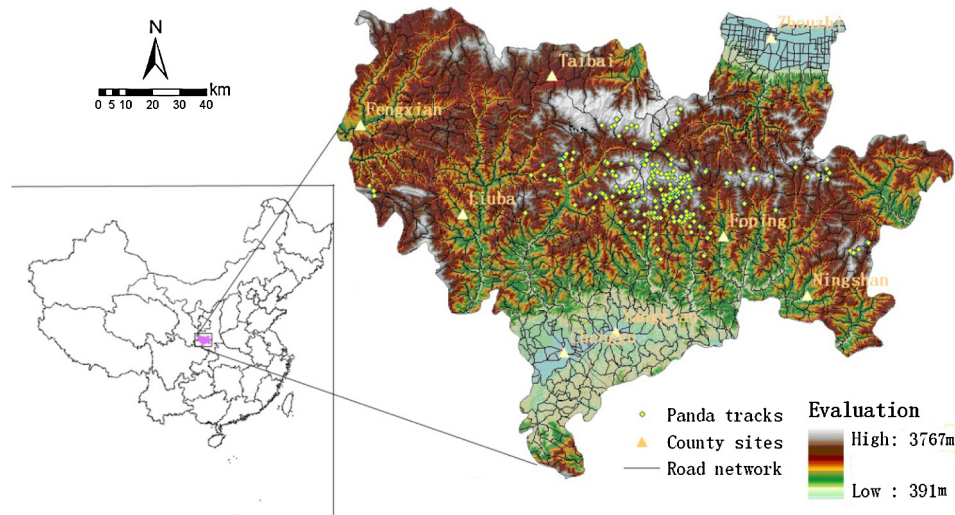 N
0 5 10 20 30 40 km
Zhouzhi
Taibai
Fengxian
Liuba
Foping
Ningshan
Panda tracks
County sites
Road network
Evaluation
High: 3767m
Low : 391m